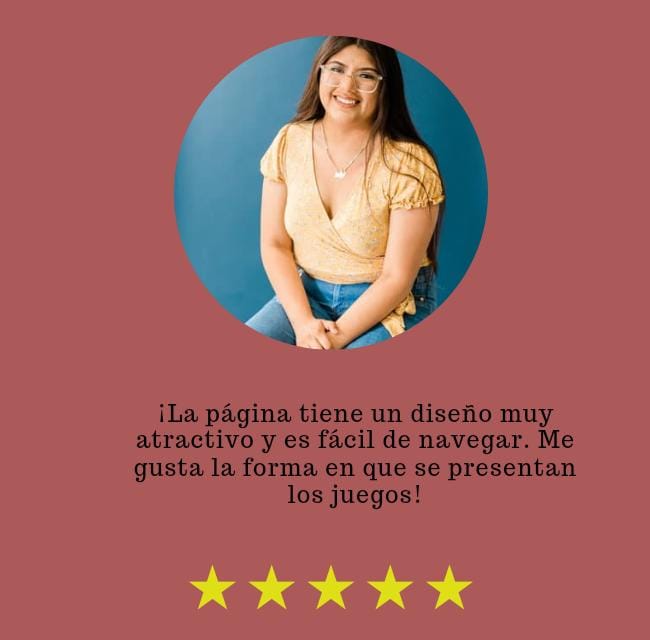 ¡La página tiene un diseño muy
atractivo y es fácil de navegar. Me
gusta la forma en que se presentan
los juegos!